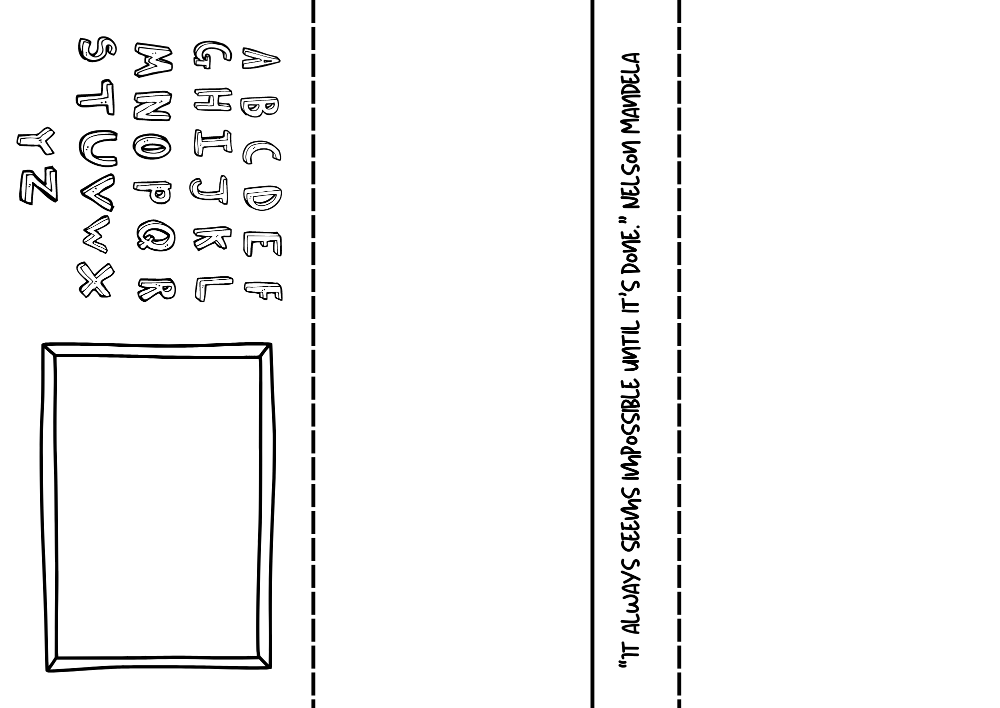 A B C D E F
G H I J K L
M N O P Q R
S T U V W X
Y Z
“IT ALWAYS SEEMS IMPOSSIBLE UNTIL IT'S DONE.” NELSON MANDELA